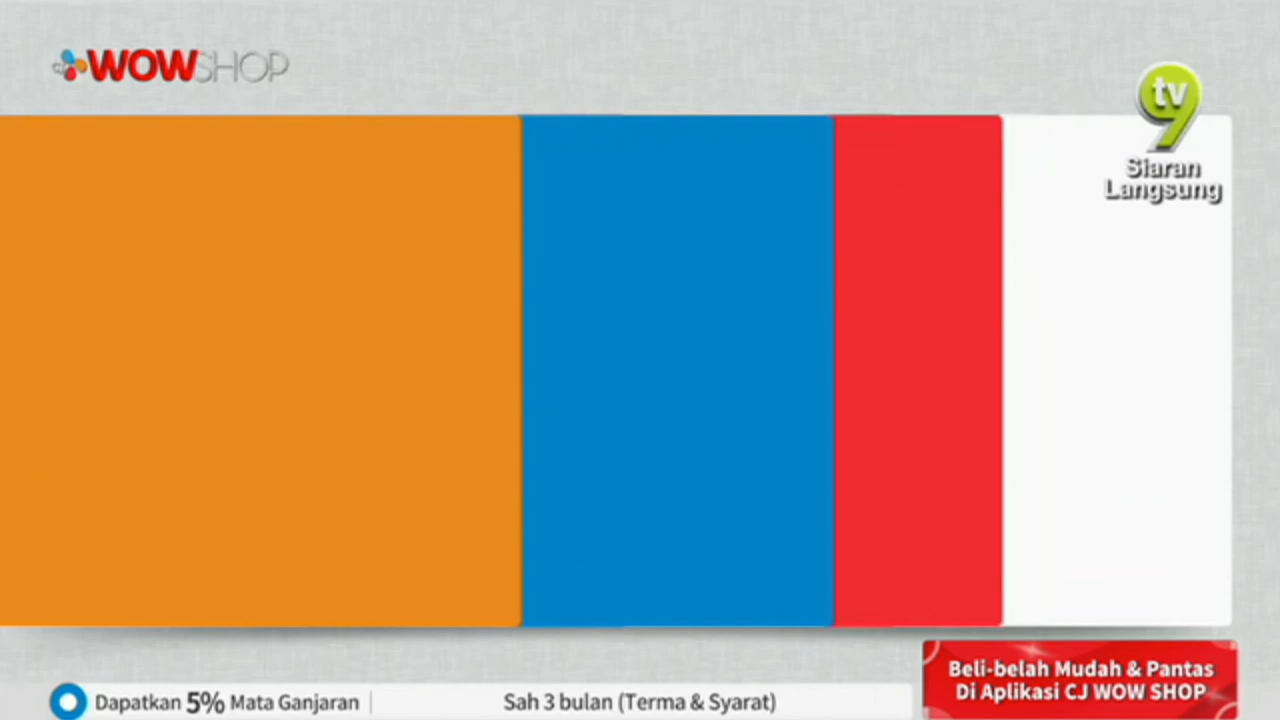 CJ WOWSHOP
tv9
Siaran
Langsung
Dapatkan 5% Mata Ganjaran
Sah 3 bulan (Terma & Syarat)
Beli-belah Mudah & Pantas
Di Aplikasi CJ WOW SHOP